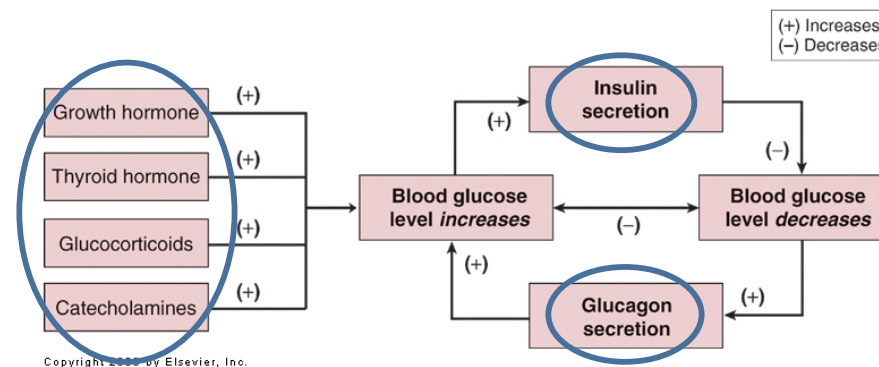 (+) Increases
(−) Decreases
Growth hormone
(+)
Thyroid hormone
(+)
Glucocorticoids
(+)
Catecholamines
(+)
Blood glucose
level increases
(+)
Insulin
secretion
(−)
Blood glucose
level decreases
(−)
(+)
Glucagon
secretion
(+)
Copyright by Elsevier, Inc.